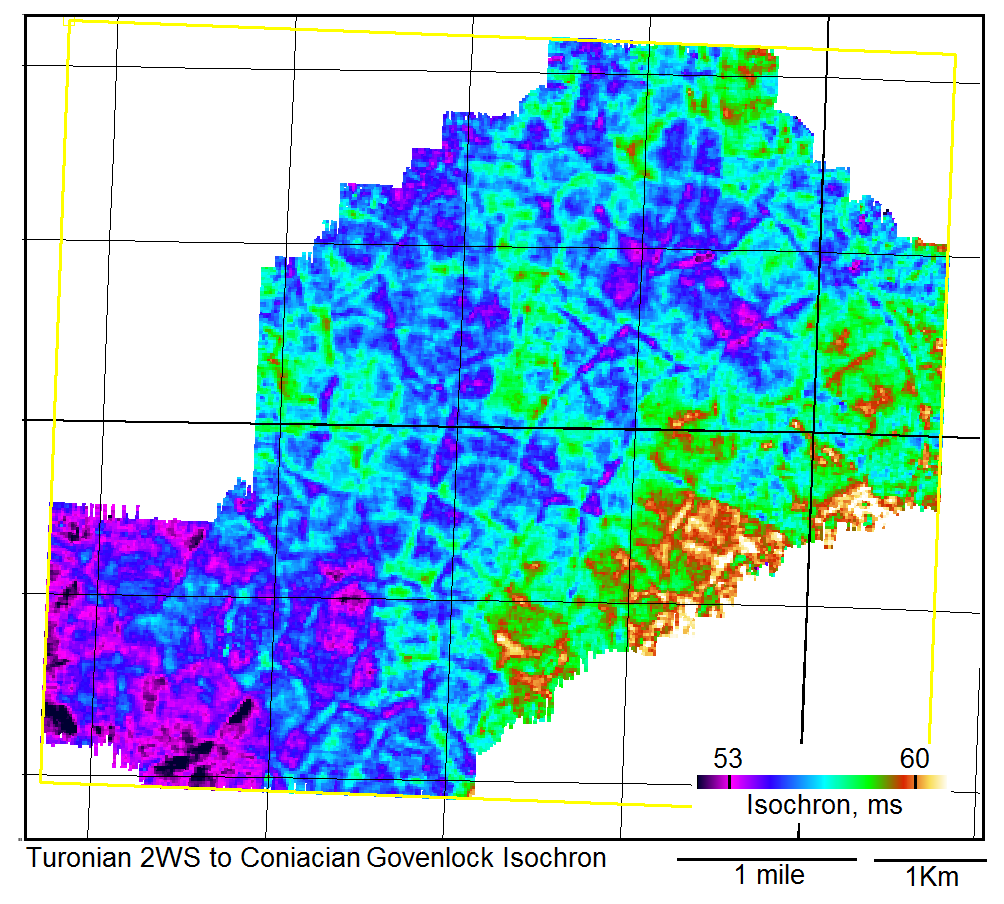 53 60
Isochron, ms
Turonian 2WS to Coniacian Govenlock Isochron
1 mile 1Km